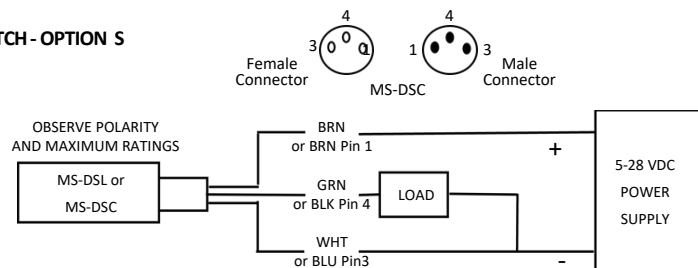 TCH - OPTION S
4
3
1
Female
Connector
4
1
3
Male
Connector
MS-DSC
OBSERVE POLARITY
AND MAXIMUM RATINGS
MS-DSL or
MS-DSC
BRN
or BRN Pin 1
+
GRN
or BLK Pin 4
LOAD
WHT
or BLU Pin3
-
5-28 VDC
POWER
SUPPLY